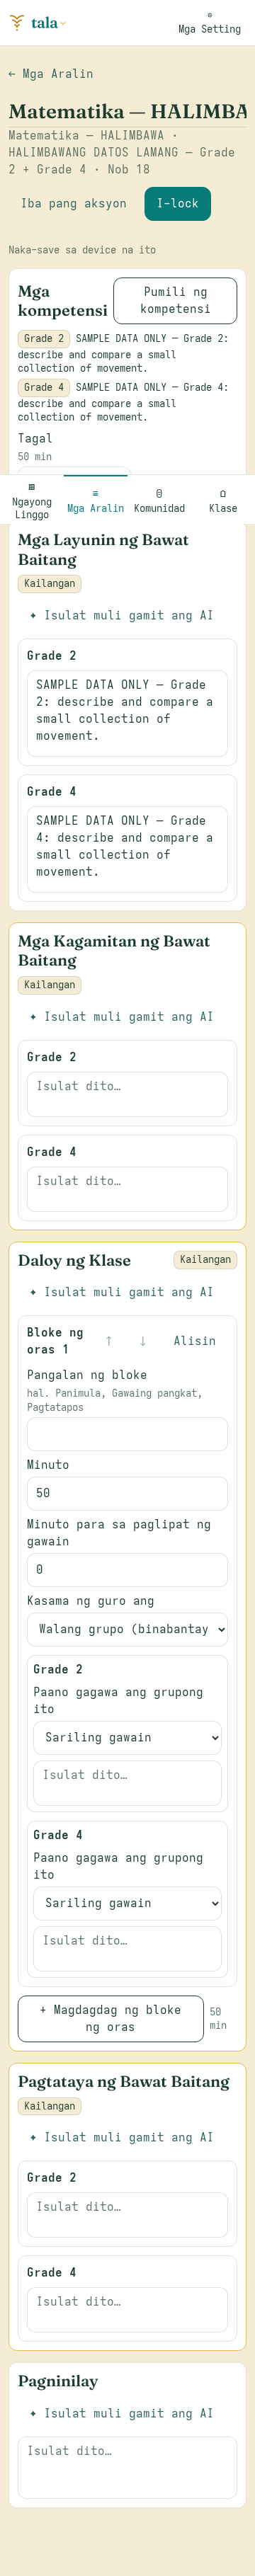 tala
Mga Setting
← Mga Aralin
Matematika — HALIMBA
Matematika — HALIMBAWA ·
HALIMBAWANG DATOS LAMANG — Grade
2 + Grade 4 · Nob 18
Iba pang aksyon
I-lock
Naka-save sa device na ito
Mga
kompetensi
Pumili ng
kompetensi
Grade 2 SAMPLE DATA ONLY — Grade 2:
describe and compare a small
collection of movement.
Grade 4 SAMPLE DATA ONLY — Grade 4:
describe and compare a small
collection of movement.
Tagal
50 min
Ngayong
Linggo
Mga Aralin
Komunidad
Klase
Mga Layunin ng Bawat
Baitang
Kailangan
✦ Isulat muli gamit ang AI
Grade 2
SAMPLE DATA ONLY — Grade
2: describe and compare a
small collection of
movement.
Grade 4
SAMPLE DATA ONLY — Grade
4: describe and compare a
small collection of
movement.
Mga Kagamitan ng Bawat
Baitang
Kailangan
✦ Isulat muli gamit ang AI
Grade 2
Isulat dito…
Grade 4
Isulat dito…
Daloy ng Klase
Kailangan
✦ Isulat muli gamit ang AI
Bloke ng
oras 1
↑
↓
Alisin
Pangalan ng bloke
hal. Panimula, Gawaing pangkat,
Pagtatapos
Minuto
50
Minuto para sa paglipat ng
gawain
0
Kasama ng guro ang
Walang grupo (binabantay
Grade 2
Paano gagawa ang grupong
ito
Sariling gawain
Isulat dito…
Grade 4
Paano gagawa ang grupong
ito
Sariling gawain
Isulat dito…
+ Magdagdag ng bloke
ng oras
50
min
Pagtataya ng Bawat Baitang
Kailangan
✦ Isulat muli gamit ang AI
Grade 2
Isulat dito…
Grade 4
Isulat dito…
Pagninilay
✦ Isulat muli gamit ang AI
Isulat dito…